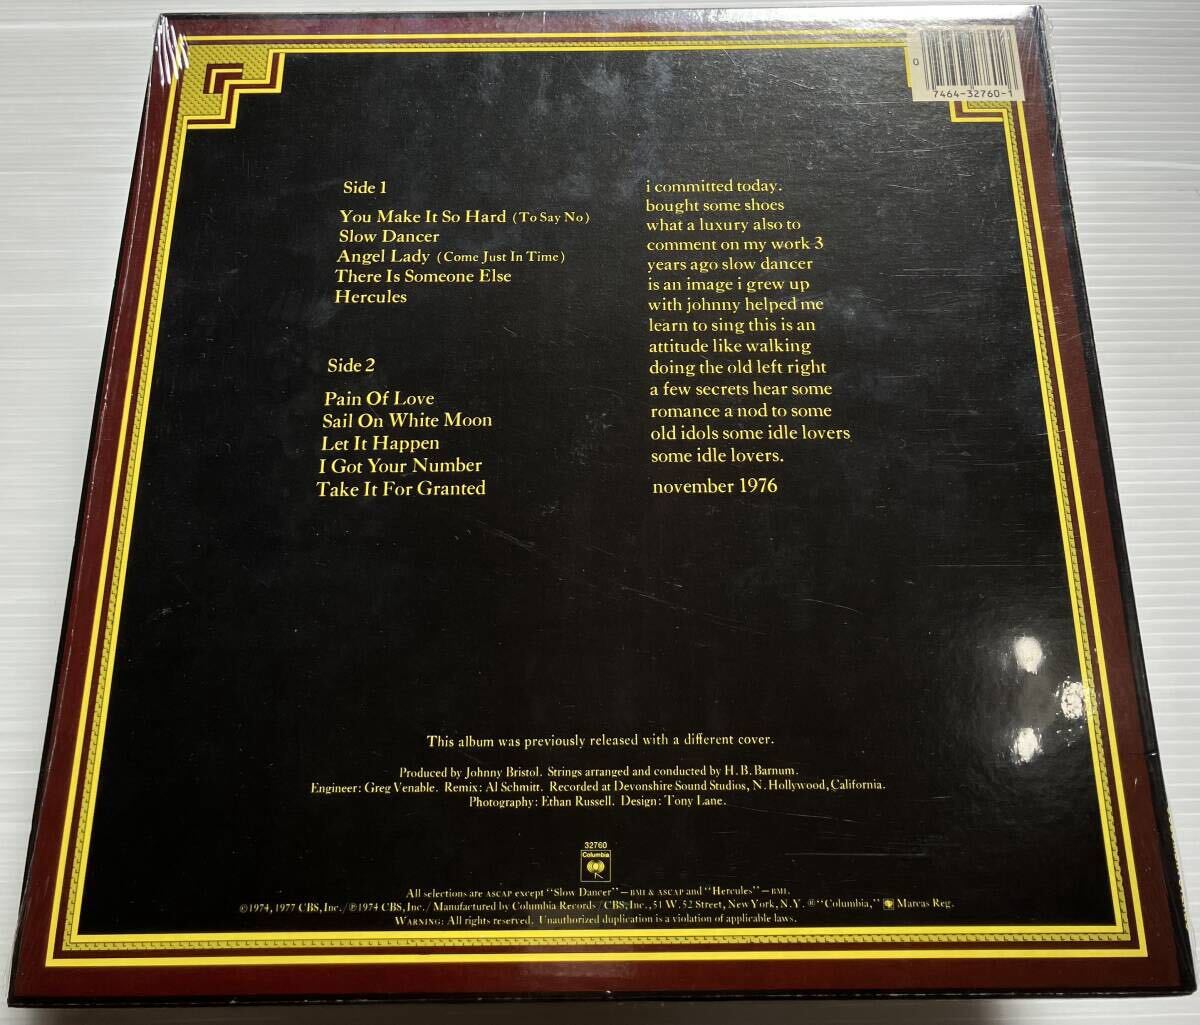 0
7464-32760-1
Side 1
You Make It So Hard (To Say No)
Slow Dancer
Angel Lady (Come Just In Time)
There Is Someone Else
Hercules
Side 2
Pain Of Love
Sail On White Moon
Let It Happen
I Got Your Number
Take It For Granted
i committed today.
bought some shoes
what a luxury also to
comment on my work 3
years ago slow dancer
is an image i grew up
with johnny helped me
learn to sing this is an
attitude like walking
doing the old left right
a few secrets hear some
romance a nod to some
old idols some idle lovers
some idle lovers.
november 1976
This album was previously released with a different cover.
Produced by Johnny Bristol. Strings arranged and conducted by H.B. Barnum.
Engineer: Greg Venable. Remix: Al Schmitt. Recorded at Devonshire Sound Studios, N. Hollywood, California.
Photography: Ethan Russell. Design: Tony Lane.
32760
Columbia
All selections are ASCAP except "Slow Dancer"—BMI & ASCAP and "Hercules"—BMI.
©1974, 1977 CBS, Inc./℗1974 CBS, Inc./Manufactured by Columbia Records/CBS, Inc., 51 W. 52 Street, New York, N.Y. ®"Columbia," Marcas Reg.
WARNING: All rights reserved. Unauthorized duplication is a violation of applicable laws.